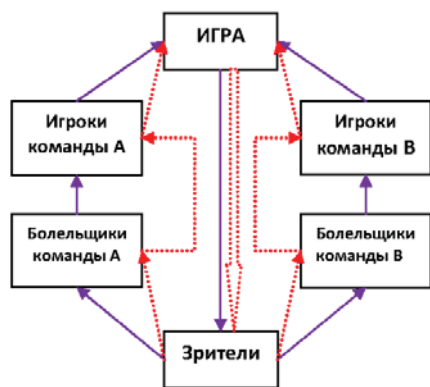 ИГРА
Игроки
команды А
Игроки
команды В
Болельщики
команды А
Болельщики
команды В
Зрители